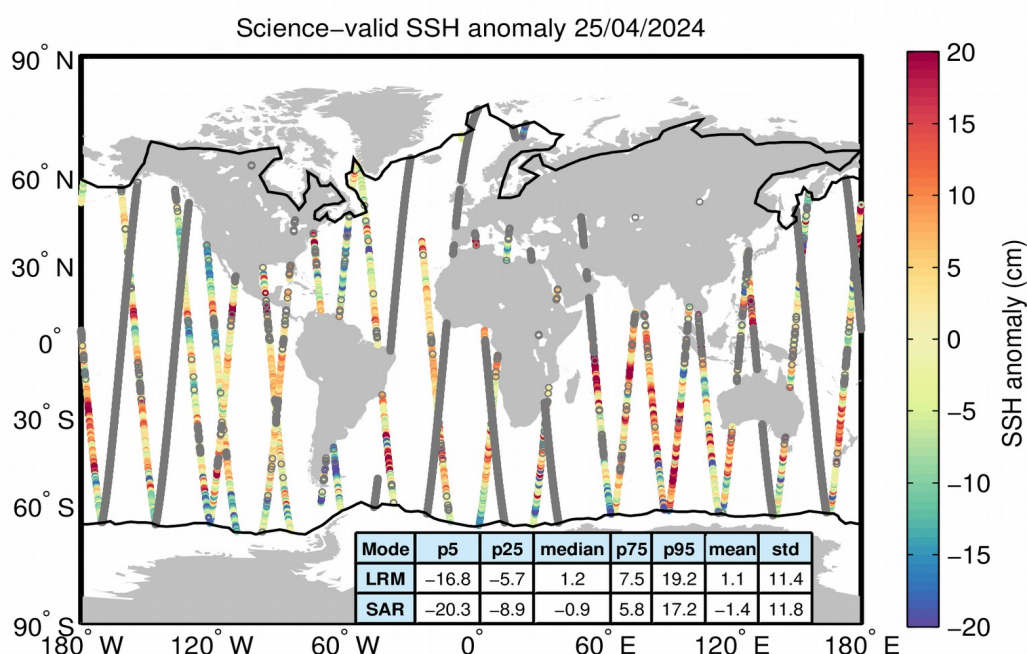 Science−valid SSH anomaly 25/04/2024
90° N
60° N
30° N
0°
30° S
60° S
90° S
180° W
120° W
60° W
0°
60° E
120° E
180° E
20
15
10
5
0
−5
−10
−15
−20
SSH anomaly (cm)
Mode p5 p25 median p75 p95 mean std
LRM −16.8 −5.7 1.2 7.5 19.2 1.1 11.4
SAR −20.3 −8.9 −0.9 5.8 17.2 −1.4 11.8